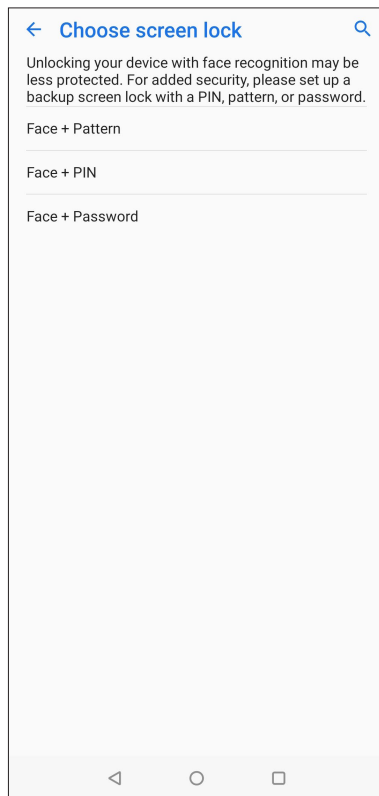 Choose screen lock
Unlocking your device with face recognition may be
less protected. For added security, please set up a
backup screen lock with a PIN, pattern, or password.
Face + Pattern
Face + PIN
Face + Password